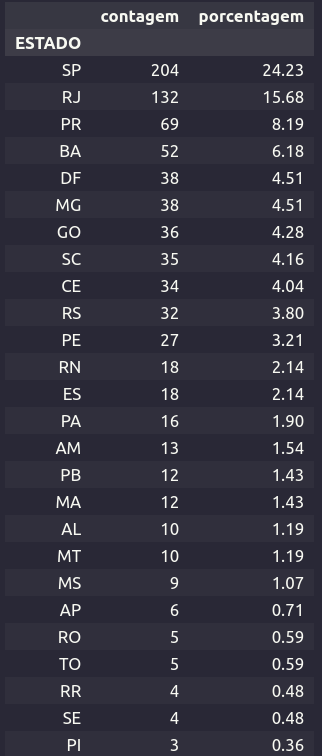 contagem porcentagem
ESTADO
SP 204 24.23
RJ 132 15.68
PR 69 8.19
BA 52 6.18
DF 38 4.51
MG 38 4.51
GO 36 4.28
SC 35 4.16
CE 34 4.04
RS 32 3.80
PE 27 3.21
RN 18 2.14
ES 18 2.14
PA 16 1.90
AM 13 1.54
PB 12 1.43
MA 12 1.43
AL 10 1.19
MT 10 1.19
MS 9 1.07
AP 6 0.71
RO 5 0.59
TO 5 0.59
RR 4 0.48
SE 4 0.48
PI 3 0.36